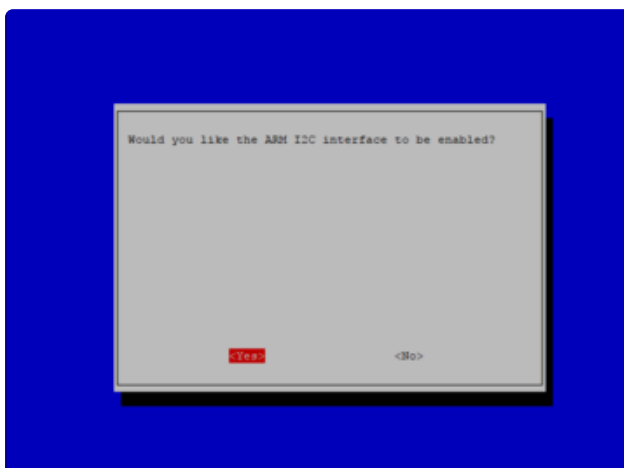 Would you like the ARM I2C interface to be enabled?
<Yes> <No>